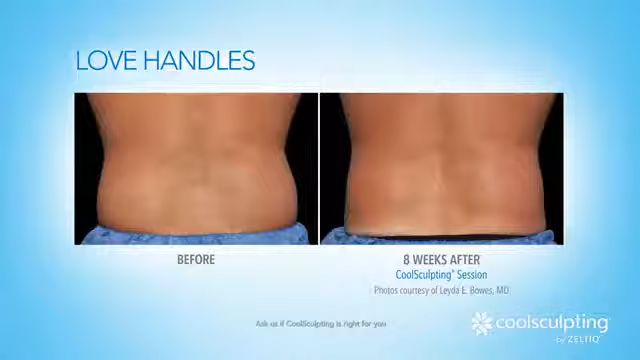 LOVE HANDLES
BEFORE
8 WEEKS AFTER
CoolSculpting® Session
Photos courtesy of Leyda E. Bowes, MD
Ask us if CoolSculpting is right for you
coolsculpting®
by ZELTIQ®